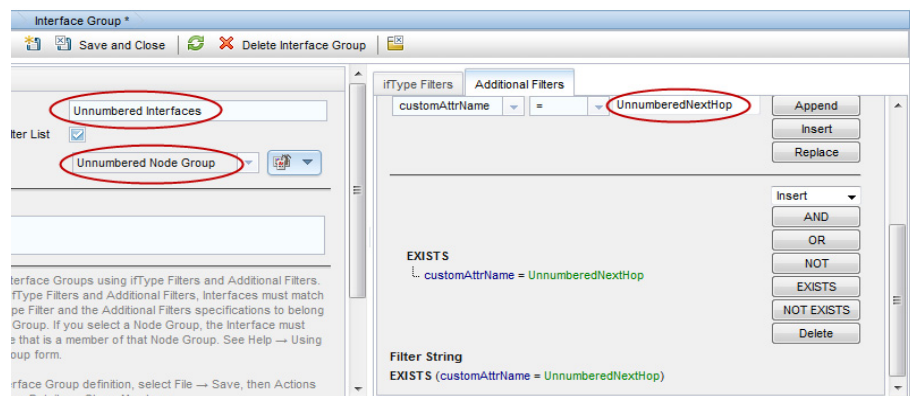 Interface Group *
Save and Close
Delete Interface Group
Unnumbered Interfaces
ter List
Unnumbered Node Group
terface Groups using ifType Filters and Additional Filters.
Type Filters and Additional Filters, Interfaces must match
pe Filter and the Additional Filters specifications to belong
Group. If you select a Node Group, the Interface must
e that is a member of that Node Group. See Help → Using
oup form.
rface Group definition, select File → Save, then Actions
ifType Filters
Additional Filters
customAttrName
=
UnnumberedNextHop
Append
Insert
Replace
Insert
AND
OR
NOT
EXISTS
NOT EXISTS
Delete
EXISTS
customAttrName = UnnumberedNextHop
Filter String
EXISTS (customAttrName = UnnumberedNextHop)